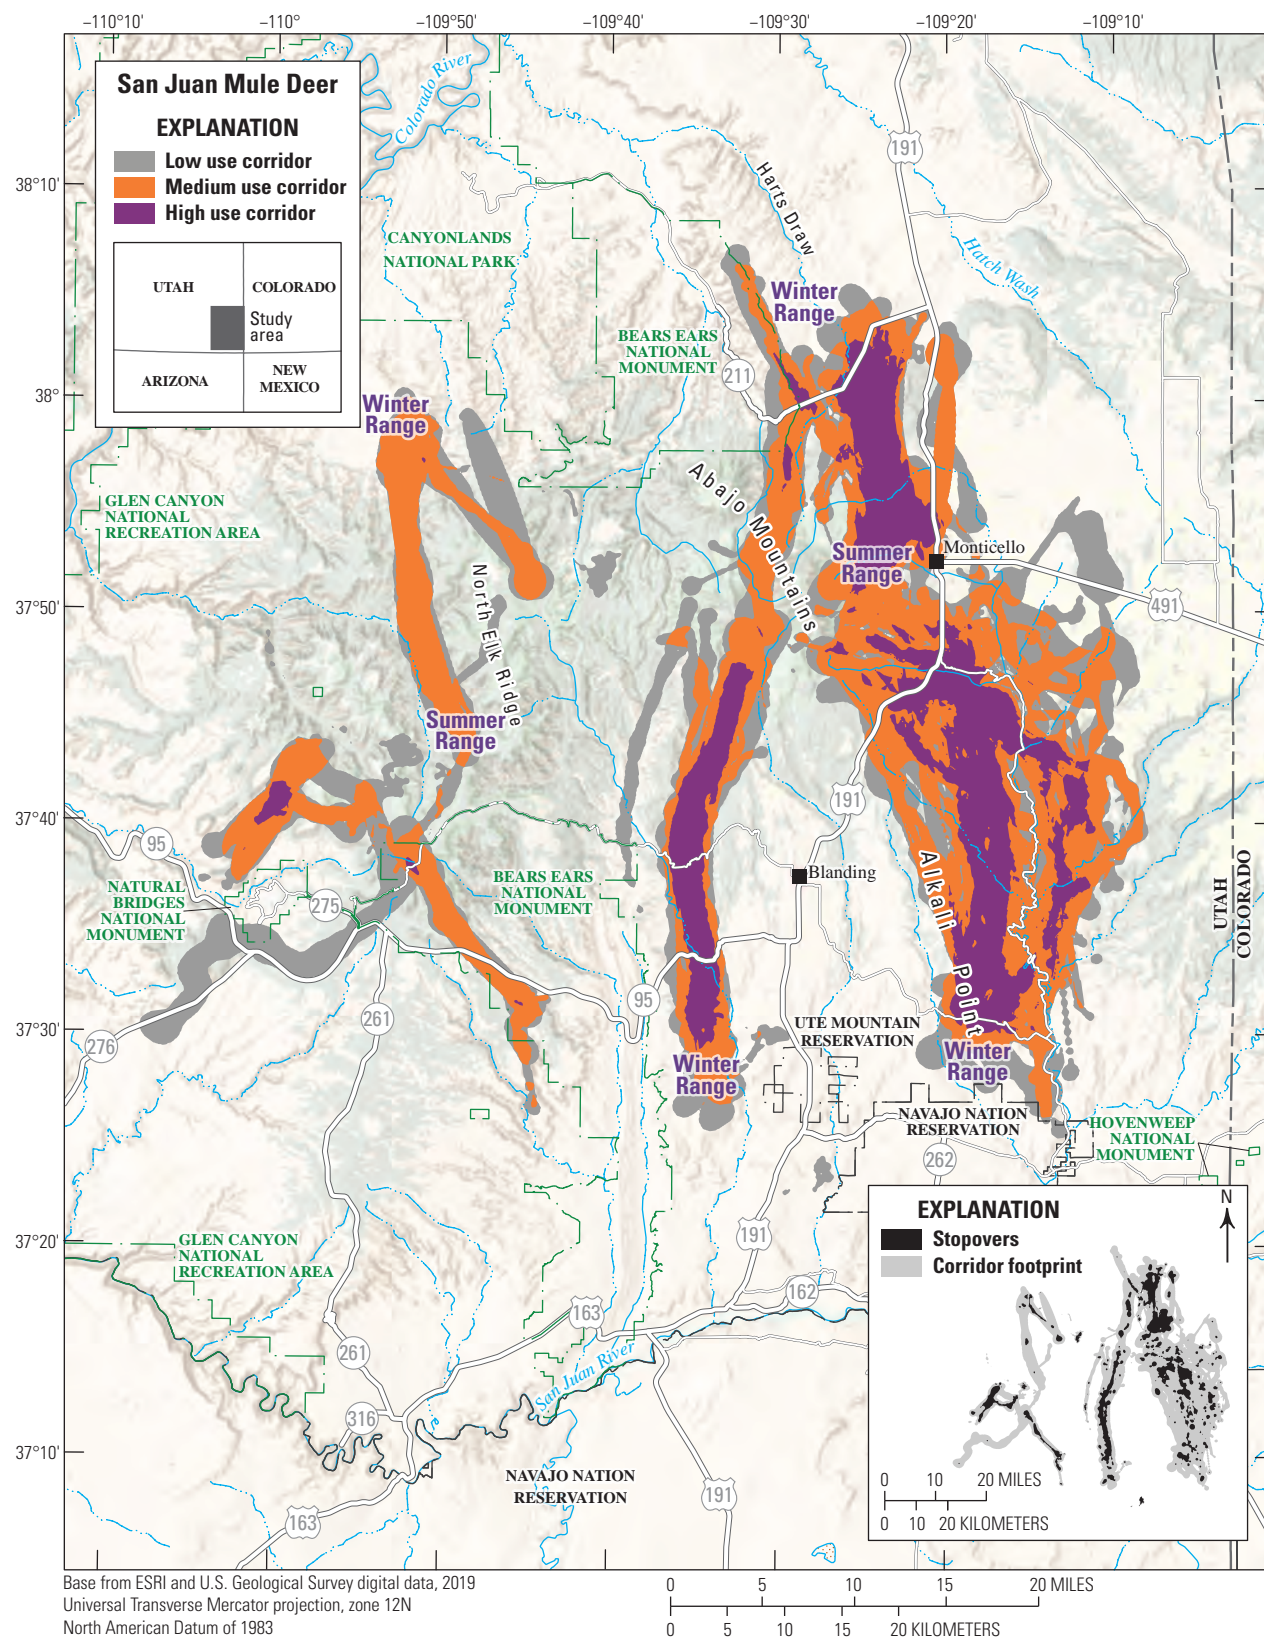 −110°10'
−110°
−109°50'
−109°40'
−109°30'
−109°20'
−109°10'
San Juan Mule Deer
EXPLANATION
Low use corridor
Medium use corridor
High use corridor
UTAH
COLORADO
Study
area
ARIZONA
NEW
MEXICO
Colorado River
191
38°10'
Harts Draw
CANYONLANDS
NATIONAL PARK
Hatch Wash
Winter
Range
BEARS EARS
NATIONAL
MONUMENT
211
38°
Winter
Range
GLEN CANYON
NATIONAL
RECREATION AREA
Abajo Mountains
Summer
Range
Monticello
491
37°50'
North Elk Ridge
Summer
Range
191
37°40'
95
Alkali Point
Blanding
NATURAL
BRIDGES
NATIONAL
MONUMENT
275
BEARS EARS
NATIONAL
MONUMENT
UTAH
COLORADO
95
261
37°30'
276
UTE MOUNTAIN
RESERVATION
Winter
Range
Winter
Range
NAVAJO NATION
RESERVATION
HOVENWEEP
NATIONAL
MONUMENT
262
37°20'
GLEN CANYON
NATIONAL
RECREATION AREA
191
162
163
261
San Juan River
316
37°10'
NAVAJO NATION
RESERVATION
191
163
EXPLANATION
Stopovers
Corridor footprint
N
0 10 20 MILES
0 10 20 KILOMETERS
Base from ESRI and U.S. Geological Survey digital data, 2019
Universal Transverse Mercator projection, zone 12N
North American Datum of 1983
0 5 10 15 20 MILES
0 5 10 15 20 KILOMETERS